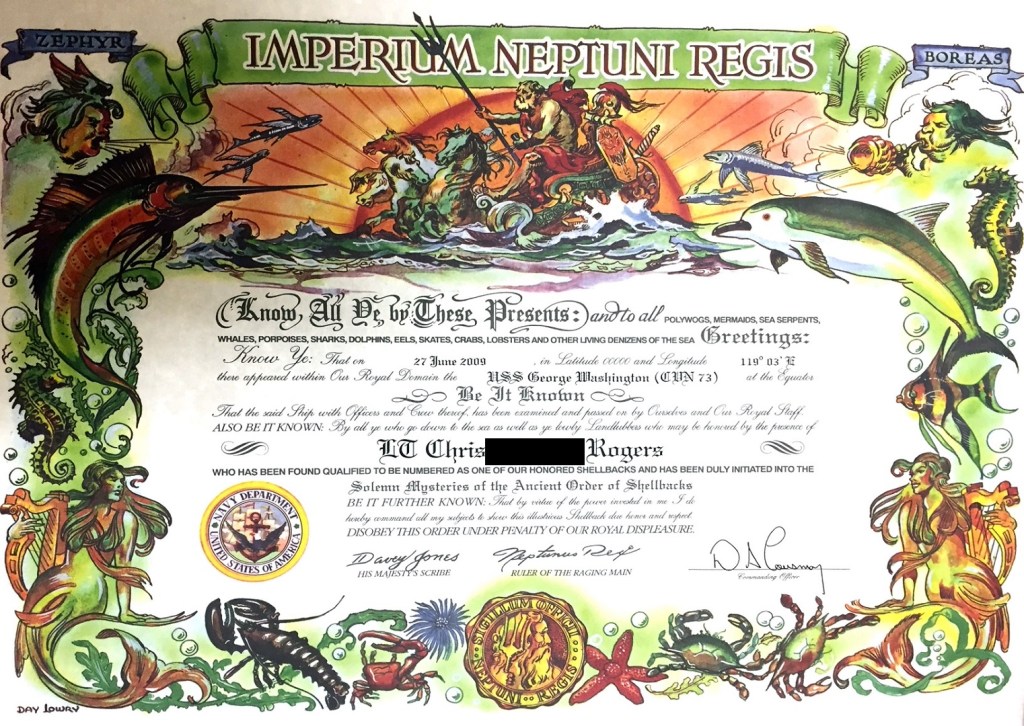 ZEPHYR
IMPERIUM NEPTUNI REGIS
BOREAS
Know All Ye by These Presents: and to all POLYWOGS, MERMAIDS, SEA SERPENTS,
WHALES, PORPOISES, SHARKS, DOLPHINS, EELS, SKATES, CRABS, LOBSTERS AND OTHER LIVING DENIZENS OF THE SEA Greetings:
Know Ye: That on 27 June 2009, in Latitude 00000 and Longitude 119° 03' E
there appeared within Our Royal Domain the USS George Washington (CVN 73) at the Equator
Be It Known
That the said Ship with Officers and Crew thereof, has been examined and passed on by Ourselves and Our Royal Staff.
ALSO BE IT KNOWN: By all ye who go down to the sea as well as ye lowly Landlubbers who may be honored by the presence of
LT Chris Rogers
WHO HAS BEEN FOUND QUALIFIED TO BE NUMBERED AS ONE OF OUR HONORED SHELLBACKS AND HAS BEEN DULY INITIATED INTO THE
Solemn Mysteries of the Ancient Order of Shellbacks
BE IT FURTHER KNOWN: That by virtue of the power invested in me I do
hereby command all my subjects to show this illustrious Shellback due honor and respect.
DISOBEY THIS ORDER UNDER PENALTY OF OUR ROYAL DISPLEASURE.
NAVY DEPARTMENT
UNITED STATES OF AMERICA
Davey Jones
HIS MAJESTY'S SCRIBE
Neptunus Rex
RULER OF THE RAGING MAIN
Commanding Officer
SIGILLUM OFFICII
NEPTUNI REGIS
DAY LOWRY